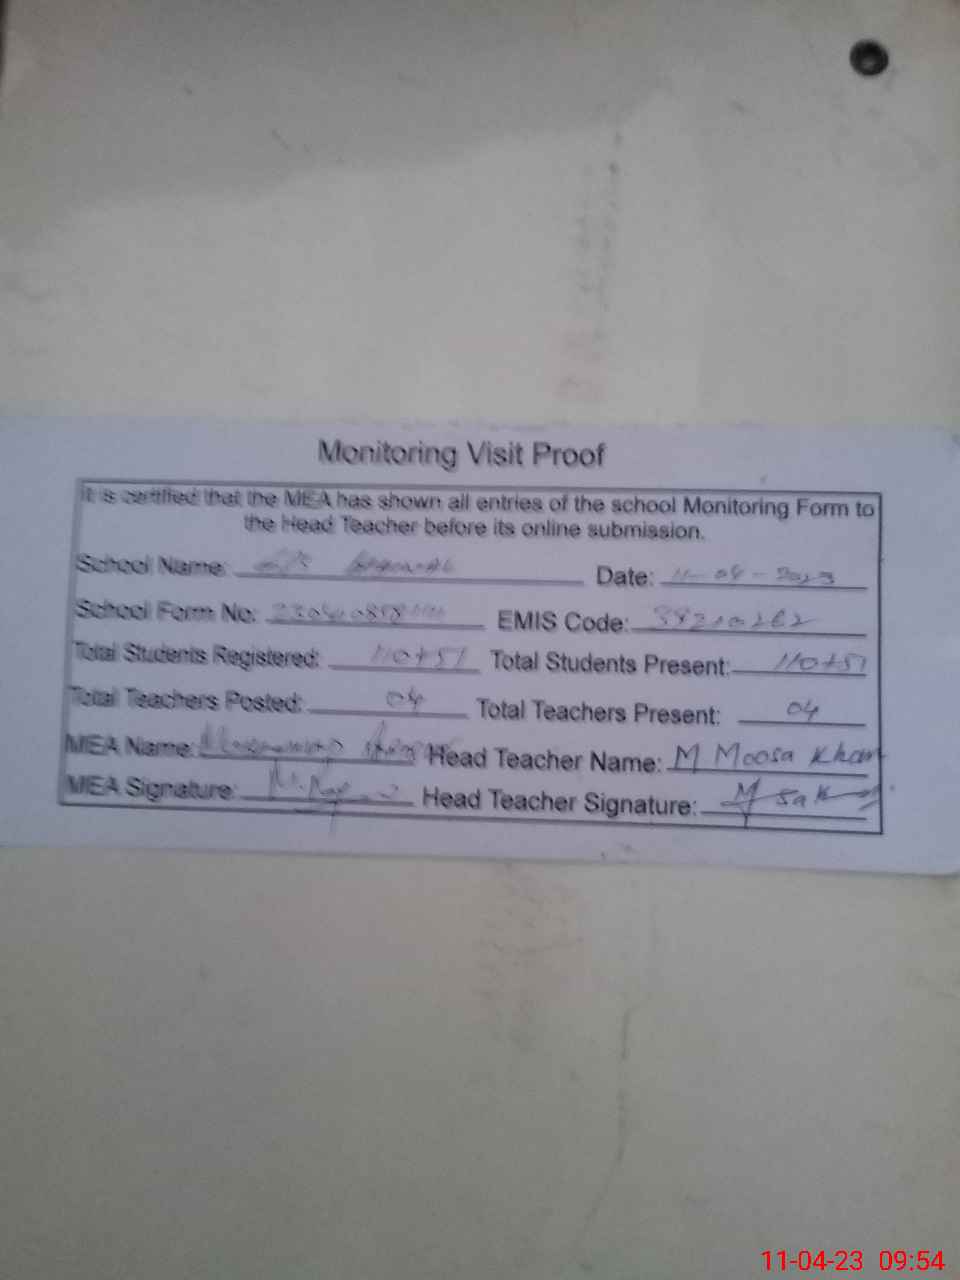 Monitoring Visit Proof
It is certified that the MEA has shown all entries of the school Monitoring Form to
the Head Teacher before its online submission.
School Name: Date: 11-04-2023
School Form No: EMIS Code:
Total Students Registered: 110+51 Total Students Present: 110+51
Total Teachers Posted: 04 Total Teachers Present: 04
MEA Name: Head Teacher Name: M Moosa Khan
MEA Signature: Head Teacher Signature:
11-04-23 09:54